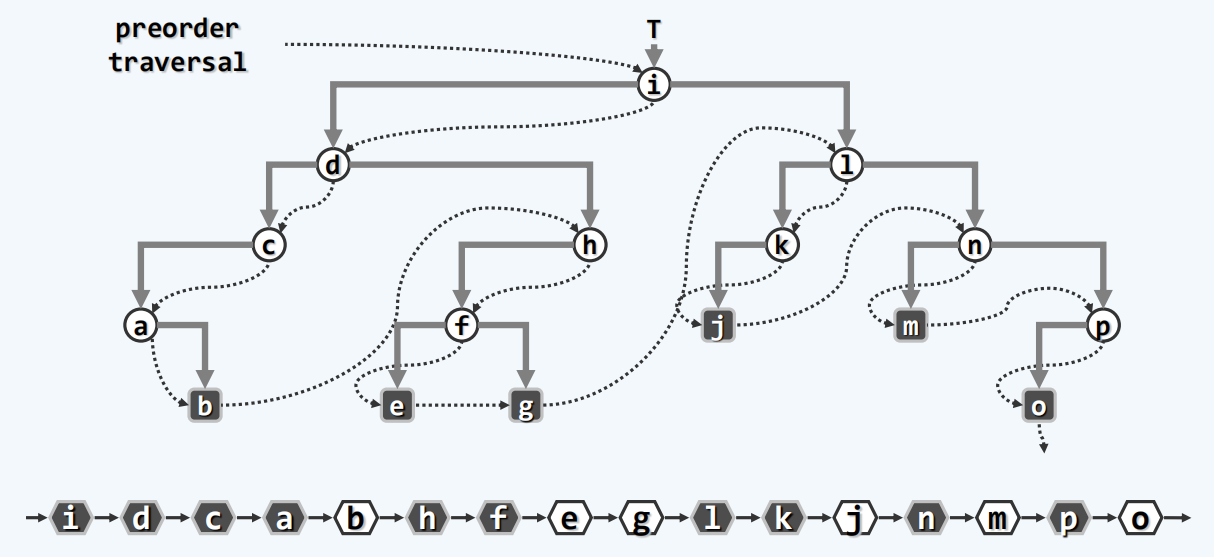 preorder
traversal
T
i
d l
c h k n
a f j m p
b e g o
i d c a b h f e g l k j n m p o